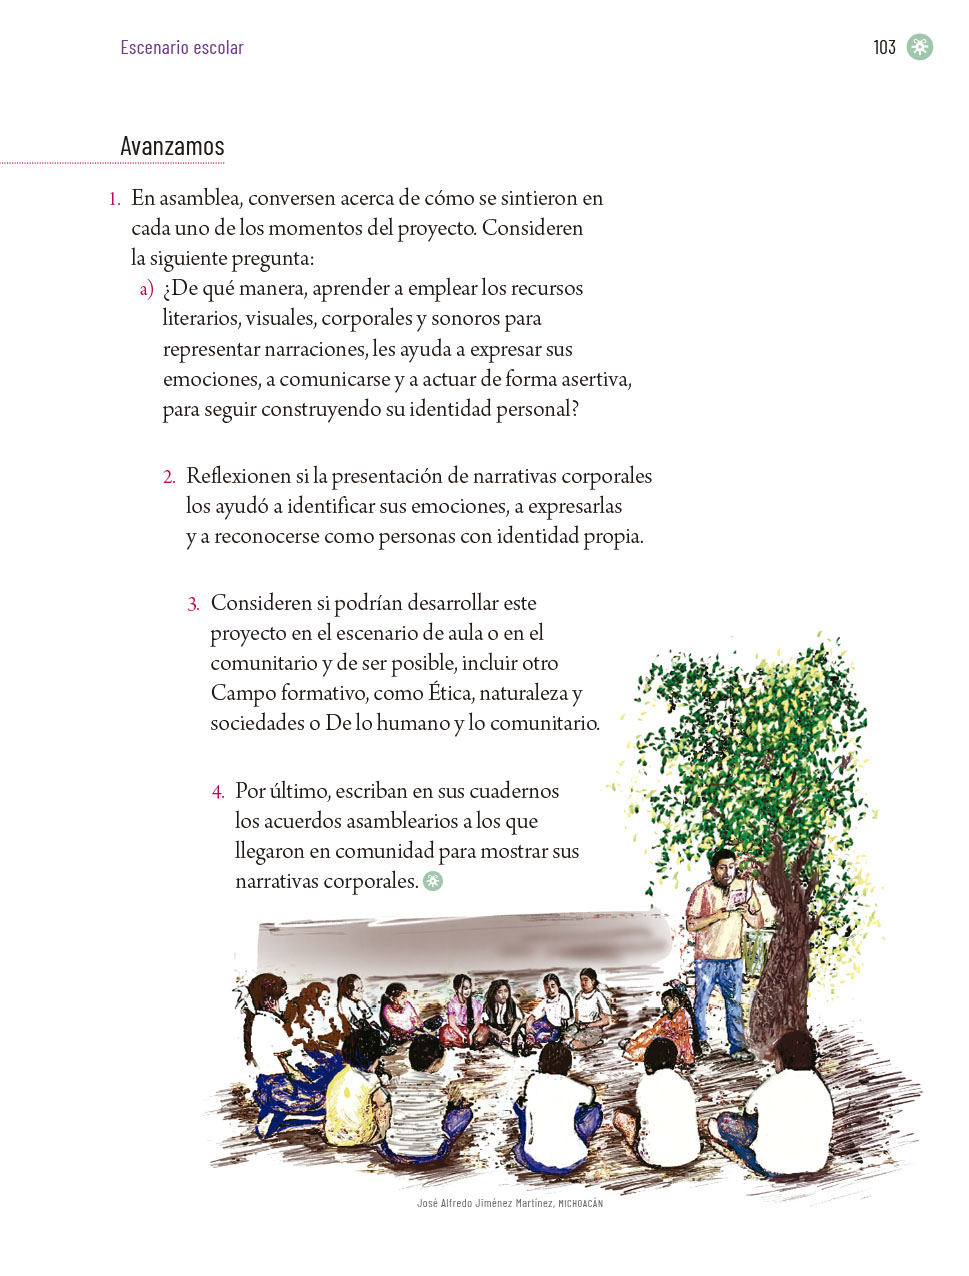 Escenario escolar
103
Avanzamos
1. En asamblea, conversen acerca de cómo se sintieron en
cada uno de los momentos del proyecto. Consideren
la siguiente pregunta:
a) ¿De qué manera, aprender a emplear los recursos
literarios, visuales, corporales y sonoros para
representar narraciones, les ayuda a expresar sus
emociones, a comunicarse y a actuar de forma asertiva,
para seguir construyendo su identidad personal?
2. Reflexionen si la presentación de narrativas corporales
los ayudó a identificar sus emociones, a expresarlas
y a reconocerse como personas con identidad propia.
3. Consideren si podrían desarrollar este
proyecto en el escenario de aula o en el
comunitario y de ser posible, incluir otro
Campo formativo, como Ética, naturaleza y
sociedades o De lo humano y lo comunitario.
4. Por último, escriban en sus cuadernos
los acuerdos asamblearios a los que
llegaron en comunidad para mostrar sus
narrativas corporales.
José Alfredo Jiménez Martínez, MICHOACÁN